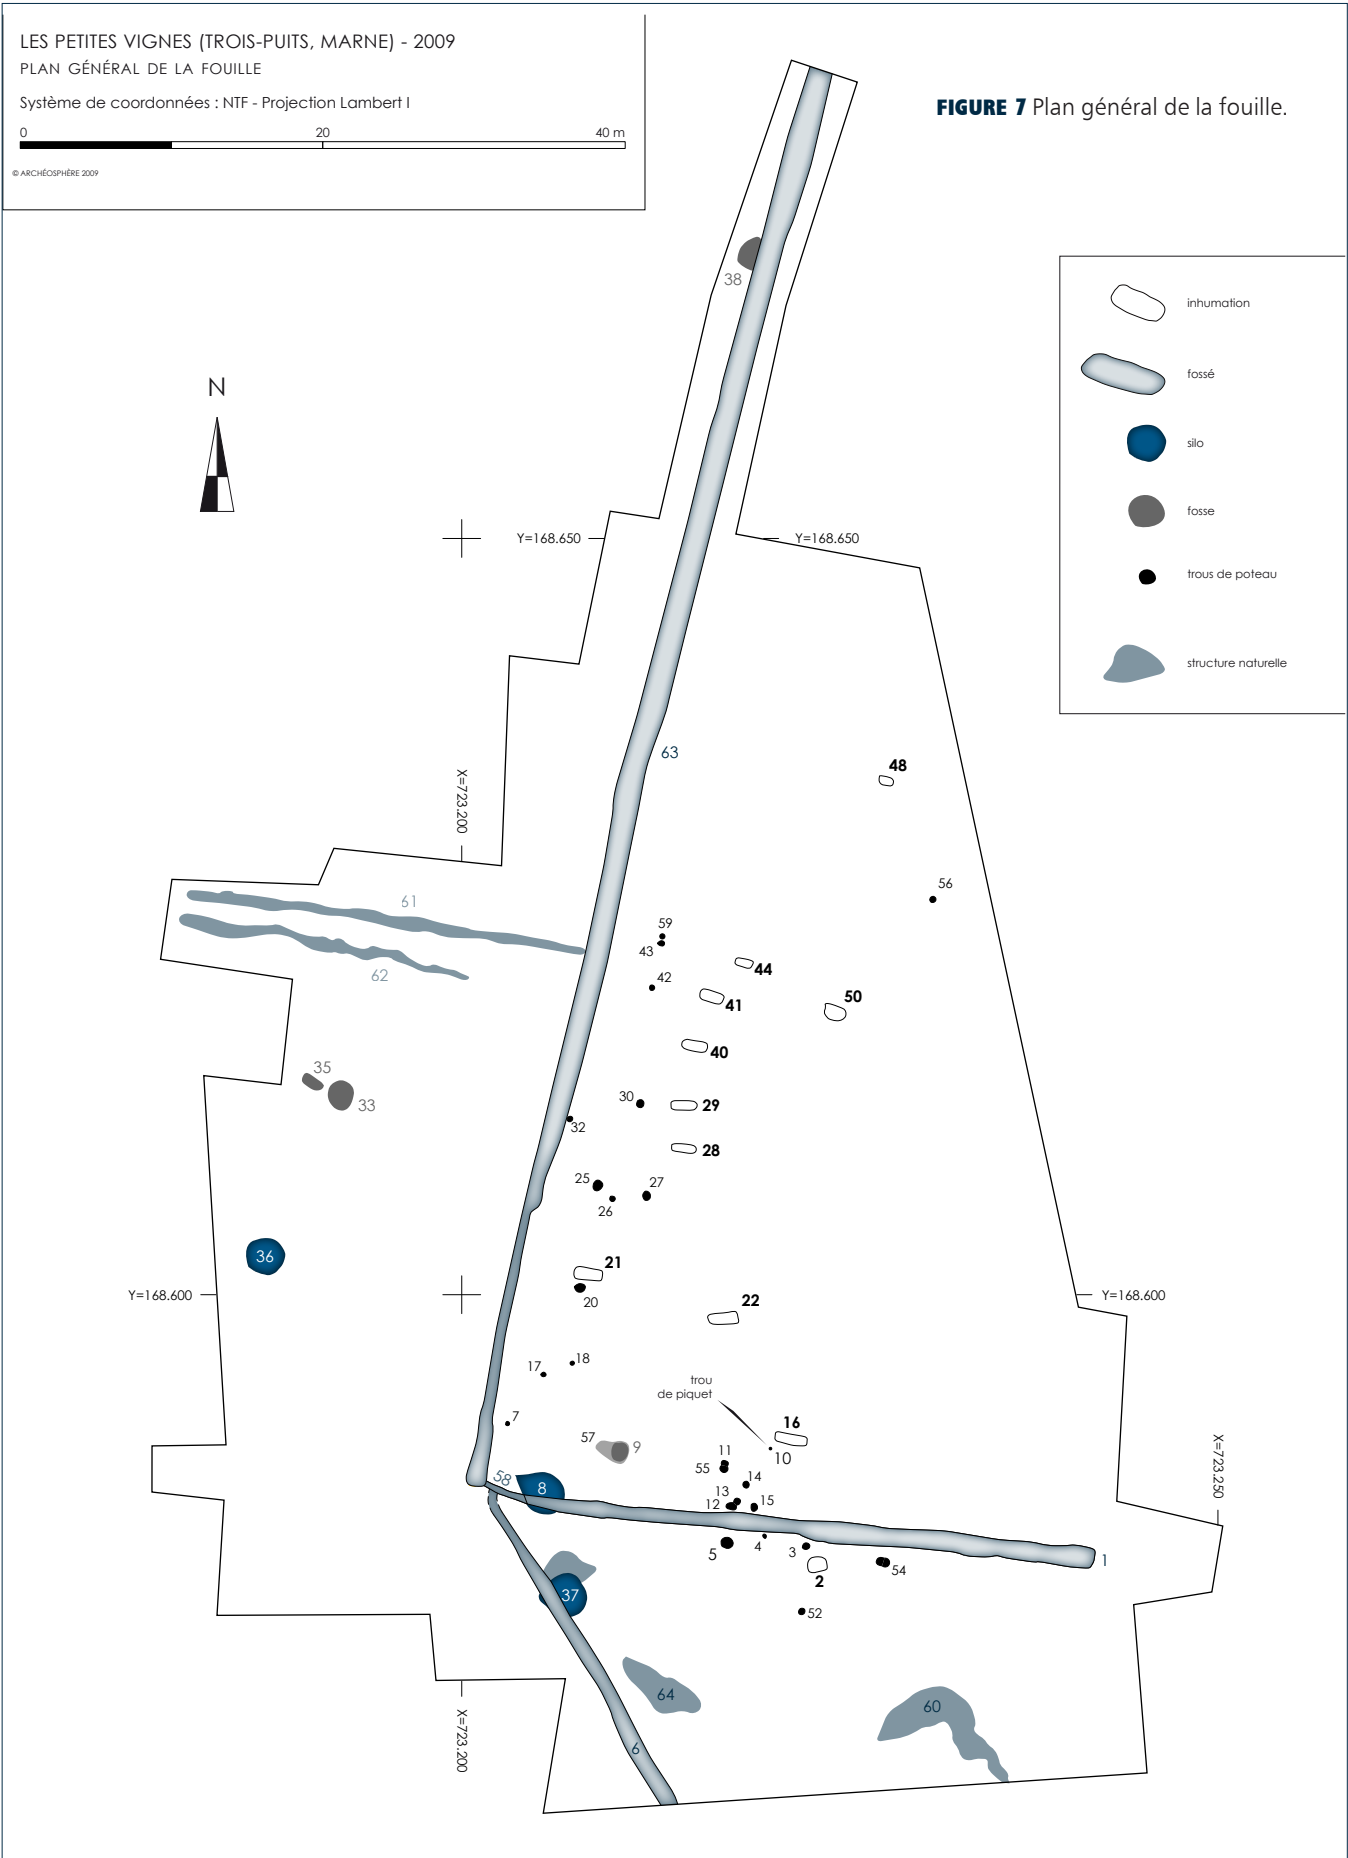 LES PETITES VIGNES (TROIS-PUITS, MARNE) - 2009
PLAN GÉNÉRAL DE LA FOUILLE
Système de coordonnées : NTF - Projection Lambert I
0 20 40 m
© ARCHÉOSPHÈRE 2009
FIGURE 7 Plan général de la fouille.
inhumation
fossé
silo
fosse
trous de poteau
structure naturelle
N
38
Y=168.650
Y=168.650
63
48
X=723.200
56
61
59
43
62
44
42
50
41
40
35
33
30
29
32
28
25
27
26
36
21
20
Y=168.600
Y=168.600
22
18
17
trou
de piquet
7
16
57
9
11
10
55
X=723.250
58
8
14
13
12
15
5
4
3
54
1
2
37
52
64
60
X=723.200
6